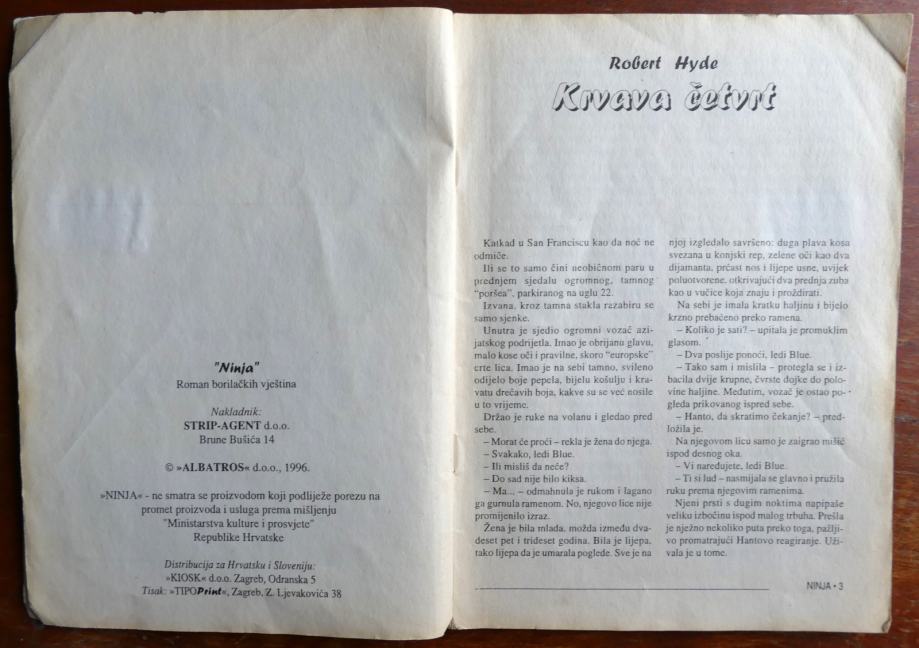 "Ninja"
Roman borilačkih vještina
Nakladnik:
STRIP-AGENT d.o.o.
Brune Bušića 14
© »ALBATROS« d.o.o., 1996.
»NINJA« - ne smatra se proizvodom koji podliježe porezu na
promet proizvoda i usluga prema mišljenju
"Ministarstva kulture i prosvjete"
Republike Hrvatske
Distribucija za Hrvatsku i Sloveniju:
»KIOSK« d.o.o. Zagreb, Odranska 5
Tisak: »TIPOPrint«, Zagreb, Z. Ljevakovića 38
Robert Hyde
Krvava četvrt
Katkad u San Franciscu kao da noć ne
odmiče.
Ili se to samo čini neobičnom paru u
prednjem sjedalu ogromnog, tamnog
"poršea", parkiranog na uglu 22.
Izvana, kroz tamna stakla razabiru se
samo sjenke.
Unutra je sjedio ogromni vozač azi-
jatskog podrijetla. Imao je obrijanu glavu,
malo kose oči i pravilne, skoro "europske"
crte lica. Imao je na sebi tamno, svileno
odijelo boje pepela, bijelu košulju i kra-
vatu drečavih boja, kakve su se već nosile
u to vrijeme.
Držao je ruke na volanu i gledao pred
sebe.
– Morat će proći – rekla je žena do njega.
– Svakako, ledi Blue.
– Ili misliš da neće?
– Do sad nije bilo kiksa.
– Ma... – odmahnula je rukom i lagano
ga gurnula ramenom. No, njegovo lice nije
promijenilo izraz.
Žena je bila mlada, možda između dva-
deset pet i trideset godina. Bila je lijepa,
tako lijepa da je umarala poglede. Sve je na
njoj izgledalo savršeno: duga plava kosa
svezana u konjski rep, zelene oči kao dva
dijamanta, prćast nos i lijepe usne, uvijek
poluotvorene, otkrivajući dva prednja zuba
kao u vučice koja znaju i proždirati.
Na sebi je imala kratku haljinu i bijelo
krzno prebačeno preko ramena.
– Koliko je sati? – upitala je promuklim
glasom.
– Dva poslije ponoći, ledi Blue.
– Tako sam i mislila – protegla se i iz-
bacila dvije krupne, čvrste dojke do polo-
vine haljine. Međutim, vozač je ostao po-
gleda prikovanog ispred sebe.
– Hanto, da skratimo čekanje? – pred-
ložila je.
Na njegovom licu samo je zaigrao mišić
ispod desnog oka.
– Vi naređujete, ledi Blue.
– Ti si lud – nasmijala se glavno i pružila
ruku prema njegovim ramenima.
Njeni prsti s dugim noktima napipaše
veliku izbočinu ispod malog trbuha. Prešla
je nježno nekoliko puta preko toga, pažlji-
vo promatrajući Hantovo reagiranje. Uži-
vala je u tome.
NINJA • 3